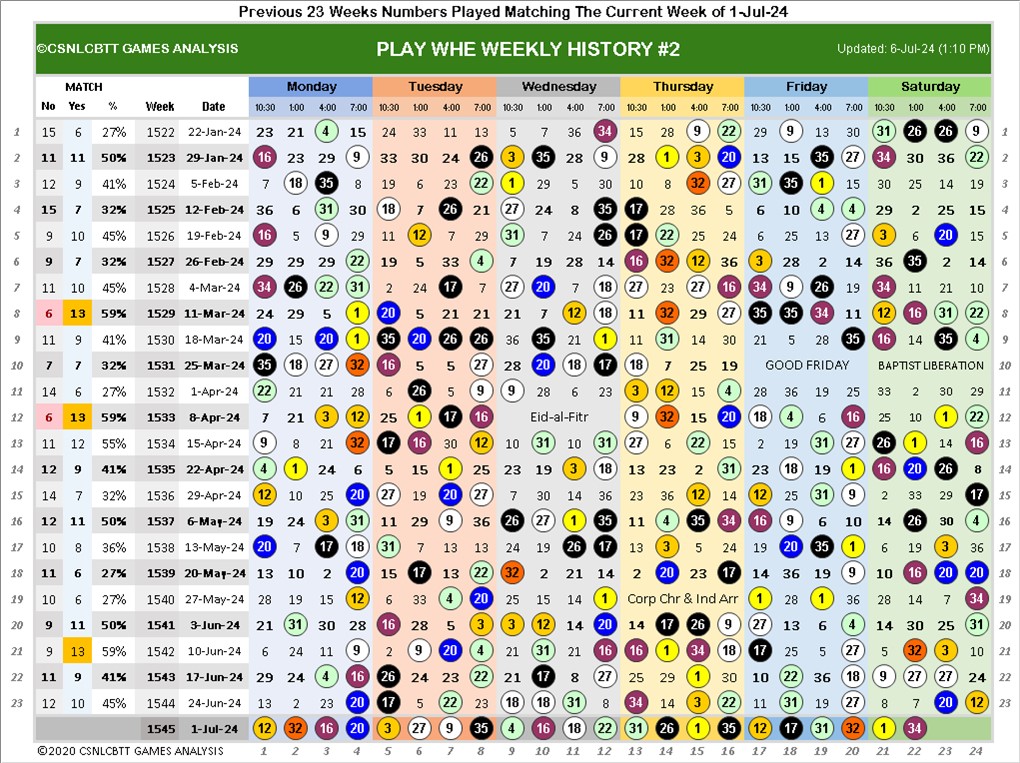 Previous 23 Weeks Numbers Played Matching The Current Week of 1-Jul-24
©CSNLCBTT GAMES ANALYSIS PLAY WHE WEEKLY HISTORY #2 Updated: 6-Jul-24 (1:10 PM)
MATCH Monday Tuesday Wednesday Thursday Friday Saturday
No Yes % Week Date 10:30 1:00 4:00 7:00 10:30 1:00 4:00 7:00 10:30 1:00 4:00 7:00 10:30 1:00 4:00 7:00 10:30 1:00 4:00 7:00 10:30 1:00 4:00 7:00
1 15 6 27% 1522 22-Jan-24 23 21 4 15 24 33 11 13 5 7 36 34 15 28 9 22 29 9 13 30 31 26 26 9 1
2 11 11 50% 1523 29-Jan-24 16 23 29 9 33 30 24 26 3 35 28 9 28 1 3 20 13 15 35 27 34 30 36 22 2
3 12 9 41% 1524 5-Feb-24 7 18 35 8 19 6 23 22 1 29 5 30 10 8 32 27 31 35 1 15 30 25 14 19 3
4 15 7 32% 1525 12-Feb-24 36 6 31 30 18 7 26 21 27 24 8 35 17 28 36 5 6 10 4 4 29 2 25 15 4
5 9 10 45% 1526 19-Feb-24 16 5 9 29 11 12 7 29 31 7 24 26 17 22 25 24 6 25 13 27 3 6 20 15 5
6 9 7 32% 1527 26-Feb-24 29 29 29 22 19 5 33 4 7 19 28 14 16 32 12 36 3 28 2 14 36 35 2 14 6
7 11 10 45% 1528 4-Mar-24 34 26 22 31 2 24 17 7 27 20 7 18 27 23 27 16 34 9 26 19 34 11 21 10 7
8 6 13 59% 1529 11-Mar-24 24 29 5 1 20 5 21 21 21 7 12 18 11 32 29 27 35 35 34 11 12 16 31 22 8
9 11 9 41% 1530 18-Mar-24 20 15 20 1 35 20 26 26 36 35 21 1 11 31 14 30 21 5 28 35 16 14 35 4 9
10 7 7 32% 1531 25-Mar-24 35 18 27 32 16 5 5 27 28 20 18 17 18 7 25 19 GOOD FRIDAY BAPTIST LIBERATION 10
11 14 6 27% 1532 1-Apr-24 22 21 21 28 6 26 5 9 9 28 6 23 3 12 15 4 28 36 19 21 33 2 30 29 11
12 6 13 59% 1533 8-Apr-24 7 21 3 12 25 1 17 16 Eid-al-Fitr 9 32 15 20 18 4 6 16 25 10 1 22 12
13 11 12 55% 1534 15-Apr-24 9 8 21 32 17 16 30 12 10 31 10 31 27 6 22 15 2 19 31 27 26 1 14 16 13
14 12 9 41% 1535 22-Apr-24 4 1 24 6 5 15 1 25 23 19 3 18 13 23 2 31 23 18 19 1 16 20 26 8 14
15 14 7 32% 1536 29-Apr-24 12 10 25 20 27 19 20 27 7 30 14 36 23 36 12 14 12 25 31 9 2 33 29 17 15
16 12 11 50% 1537 6-May-24 19 24 3 31 11 29 9 36 26 27 1 35 11 4 35 34 16 9 6 10 14 26 30 4 16
17 10 8 36% 1538 13-May-24 20 7 17 18 31 7 13 13 24 19 26 17 13 3 5 24 19 20 35 1 6 19 3 36 17
18 11 6 27% 1539 20-May-24 13 10 2 20 15 17 13 22 32 2 21 14 2 20 23 17 14 36 19 9 10 16 20 20 18
19 10 6 27% 1540 27-May-24 28 19 15 12 6 33 4 20 25 15 14 1 Corp Chr & Ind Arr 1 28 1 36 28 14 7 34 19
20 9 11 50% 1541 3-Jun-24 21 31 30 28 16 28 5 3 3 12 14 20 14 17 26 9 27 13 6 4 14 30 25 31 20
21 9 13 59% 1542 10-Jun-24 6 24 11 9 2 9 20 4 21 31 21 16 16 1 34 18 17 25 5 27 5 32 3 10 21
22 11 9 41% 1543 17-Jun-24 29 24 4 16 26 24 23 22 21 17 8 7 25 29 1 30 10 22 36 18 9 27 27 24 22
23 12 10 45% 1544 24-Jun-24 2 23 4 20 17 5 22 23 18 18 31 8 34 14 3 22 11 31 19 27 8 7 20 12 23
1545 1-Jul-24 12 32 16 20 3 27 9 35 4 16 18 22 31 26 1 35 12 17 31 32 1 34
©2020 CSNLCBTT GAMES ANALYSIS 1 2 3 4 5 6 7 8 9 10 11 12 13 14 15 16 17 18 19 20 21 22 23 24